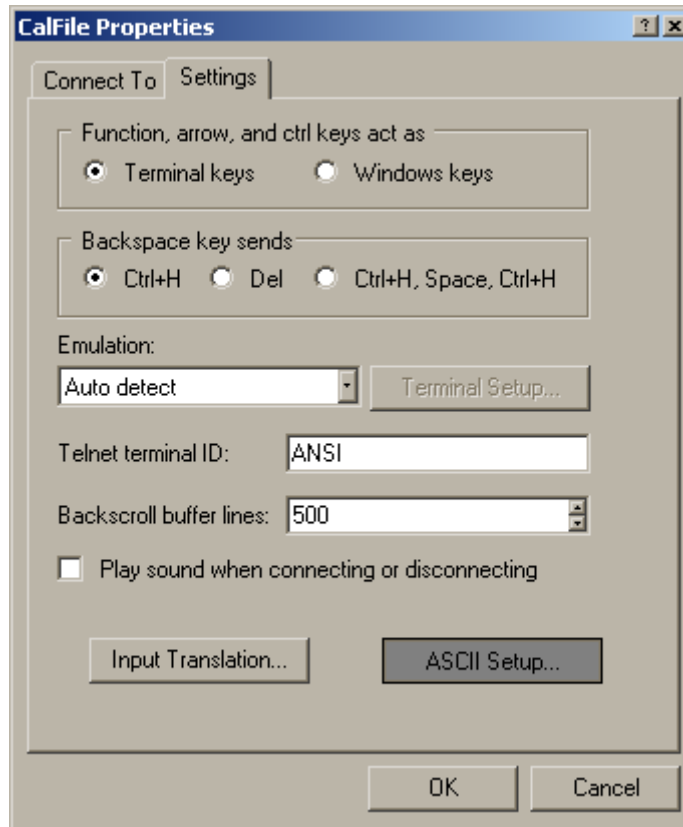 CalFile Properties
Connect To Settings
Function, arrow, and ctrl keys act as
Terminal keys Windows keys
Backspace key sends
Ctrl+H Del Ctrl+H, Space, Ctrl+H
Emulation:
Auto detect Terminal Setup...
Telnet terminal ID: ANSI
Backscroll buffer lines: 500
Play sound when connecting or disconnecting
Input Translation... ASCII Setup...
OK Cancel